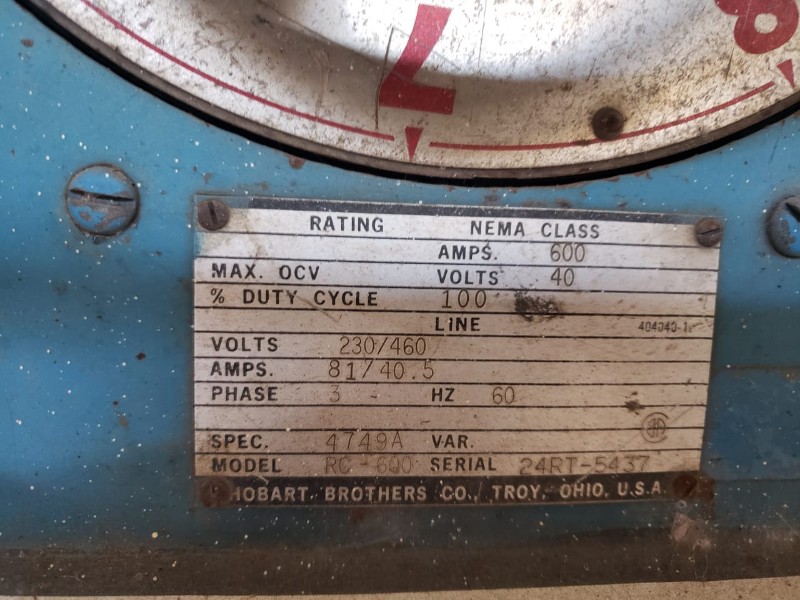 7
8
RATING NEMA CLASS
AMPS. 600
MAX. OCV VOLTS 40
% DUTY CYCLE 100
LINE 404040-1
VOLTS 230/460
AMPS. 81/40.5
PHASE 3 HZ 60
SPEC. 4749A VAR.
MODEL RC-600 SERIAL 24RT-5437
HOBART BROTHERS CO., TROY, OHIO, U.S.A.